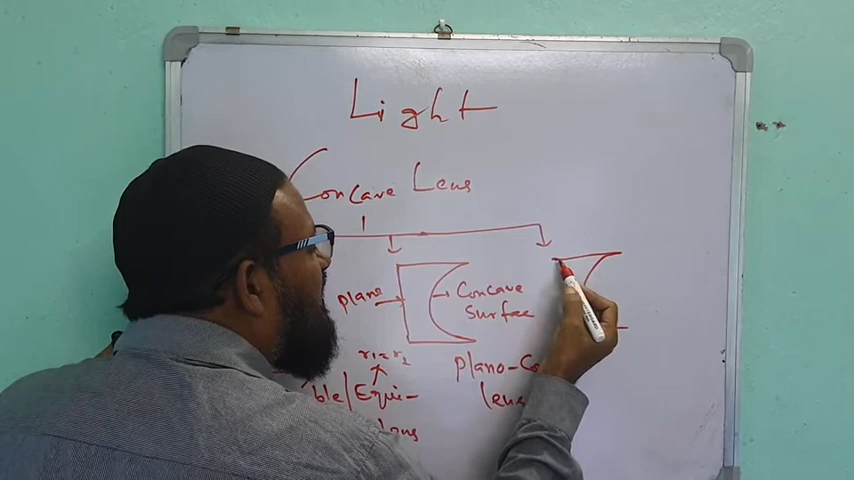 Light
Concave Lens
plane
Concave
Surface
r1=r2
Plano-Co
ble/Equi-
lens
Lens